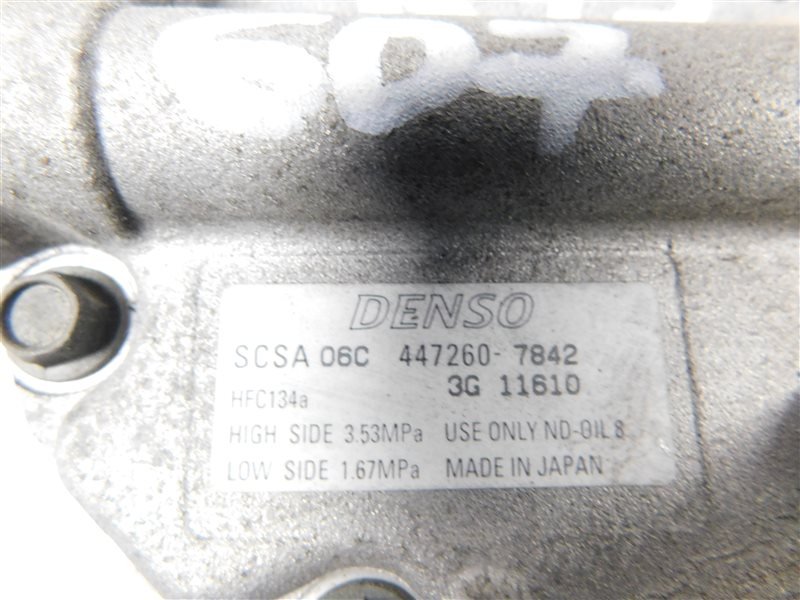 607
DENSO
SCSA 06C 447260-7842
3G 11610
HFC134a
HIGH SIDE 3.53MPa USE ONLY ND-OIL 8
LOW SIDE 1.67MPa MADE IN JAPAN